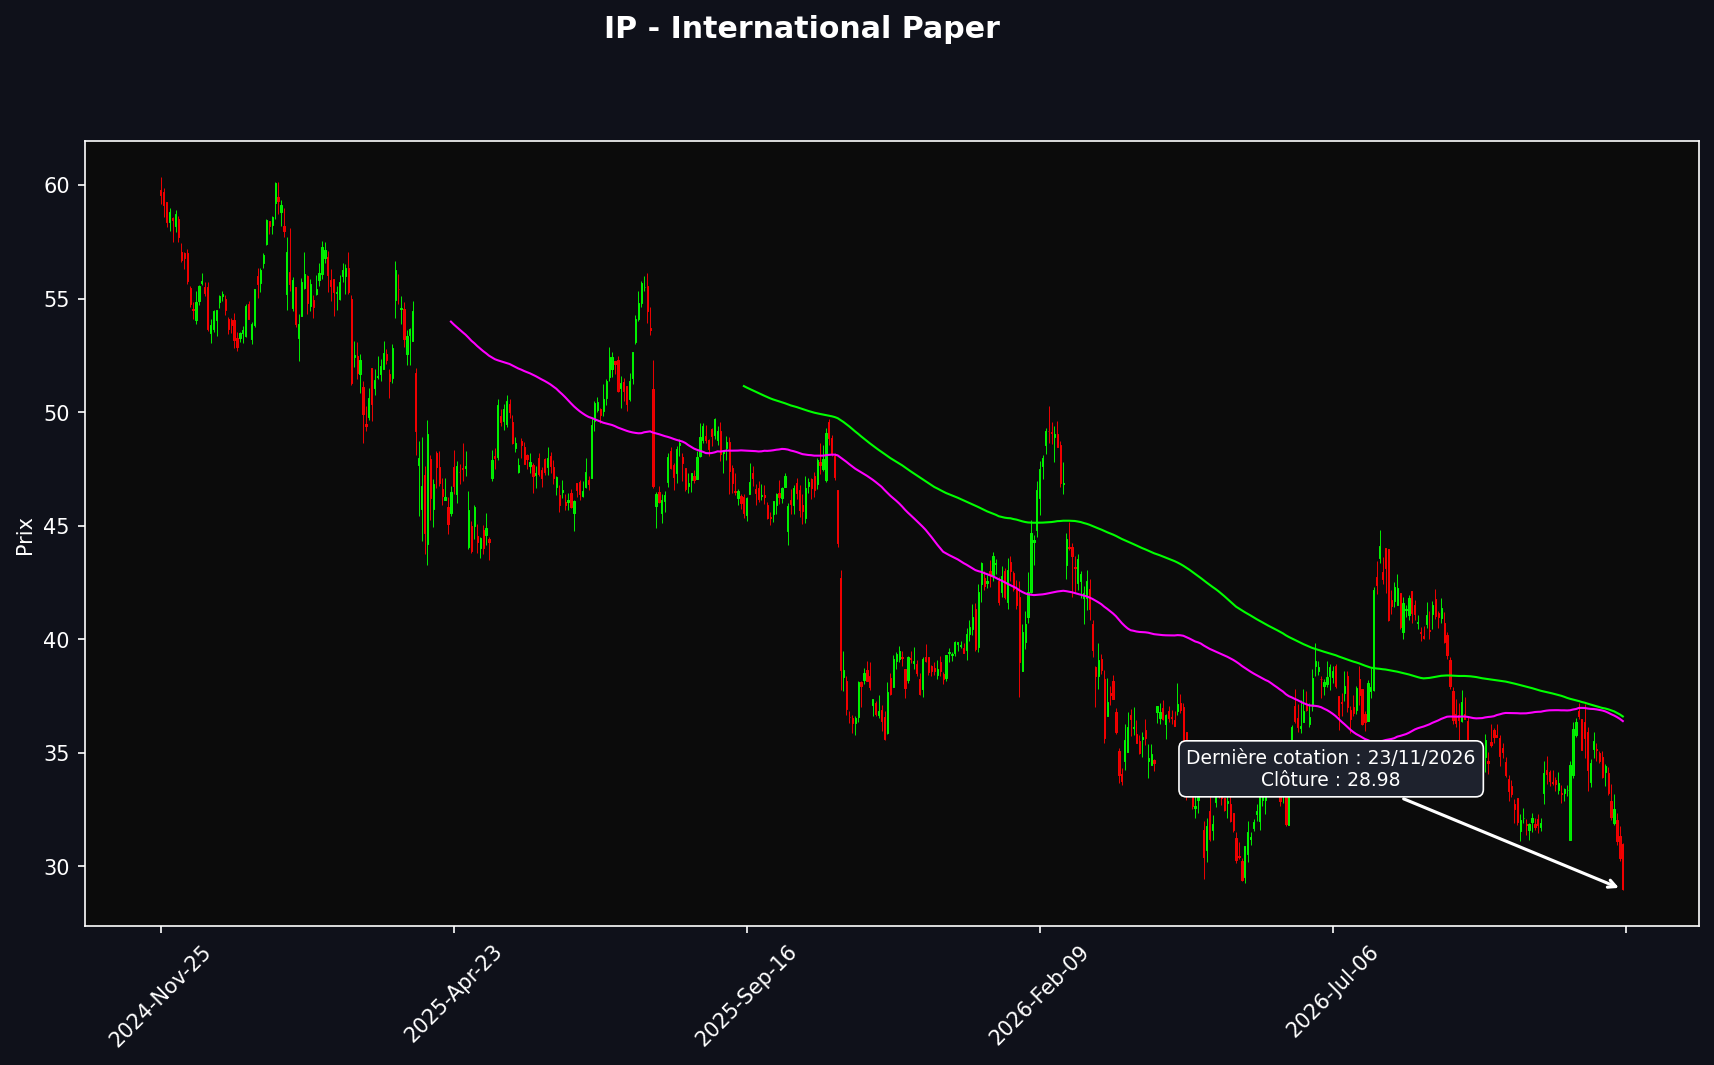 IP - International Paper
Prix
60
55
50
45
40
35
30
Dernière cotation : 23/11/2026
Clôture : 28.98
2024-Nov-25
2025-Apr-23
2025-Sep-16
2026-Feb-09
2026-Jul-06